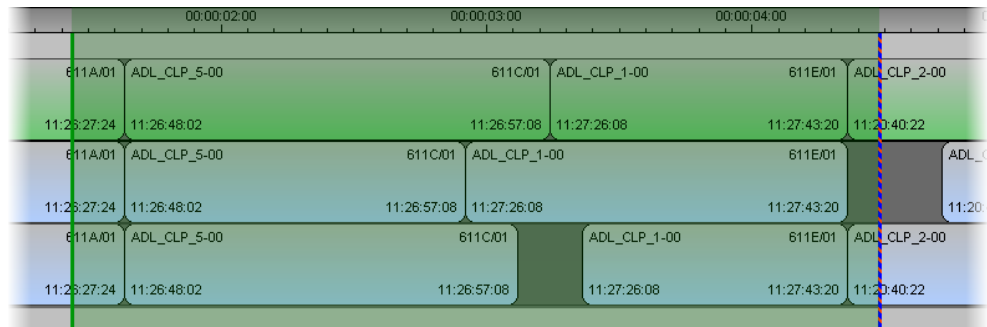 00:00:02:00 00:00:03:00 00:00:04:00
611A/01 ADL_CLP_5-00 611C/01 ADL_CLP_1-00 611E/01 ADL_CLP_2-00
11:26:27:24 11:26:48:02 11:26:57:08 11:27:26:08 11:27:43:20 11:20:40:22
611A/01 ADL_CLP_5-00 611C/01 ADL_CLP_1-00 611E/01 ADL_
11:26:27:24 11:26:48:02 11:26:57:08 11:27:26:08 11:27:43:20 11:20:
611A/01 ADL_CLP_5-00 611C/01 ADL_CLP_1-00 611E/01 ADL_CLP_2-00
11:26:27:24 11:26:48:02 11:26:57:08 11:27:26:08 11:27:43:20 11:20:40:22